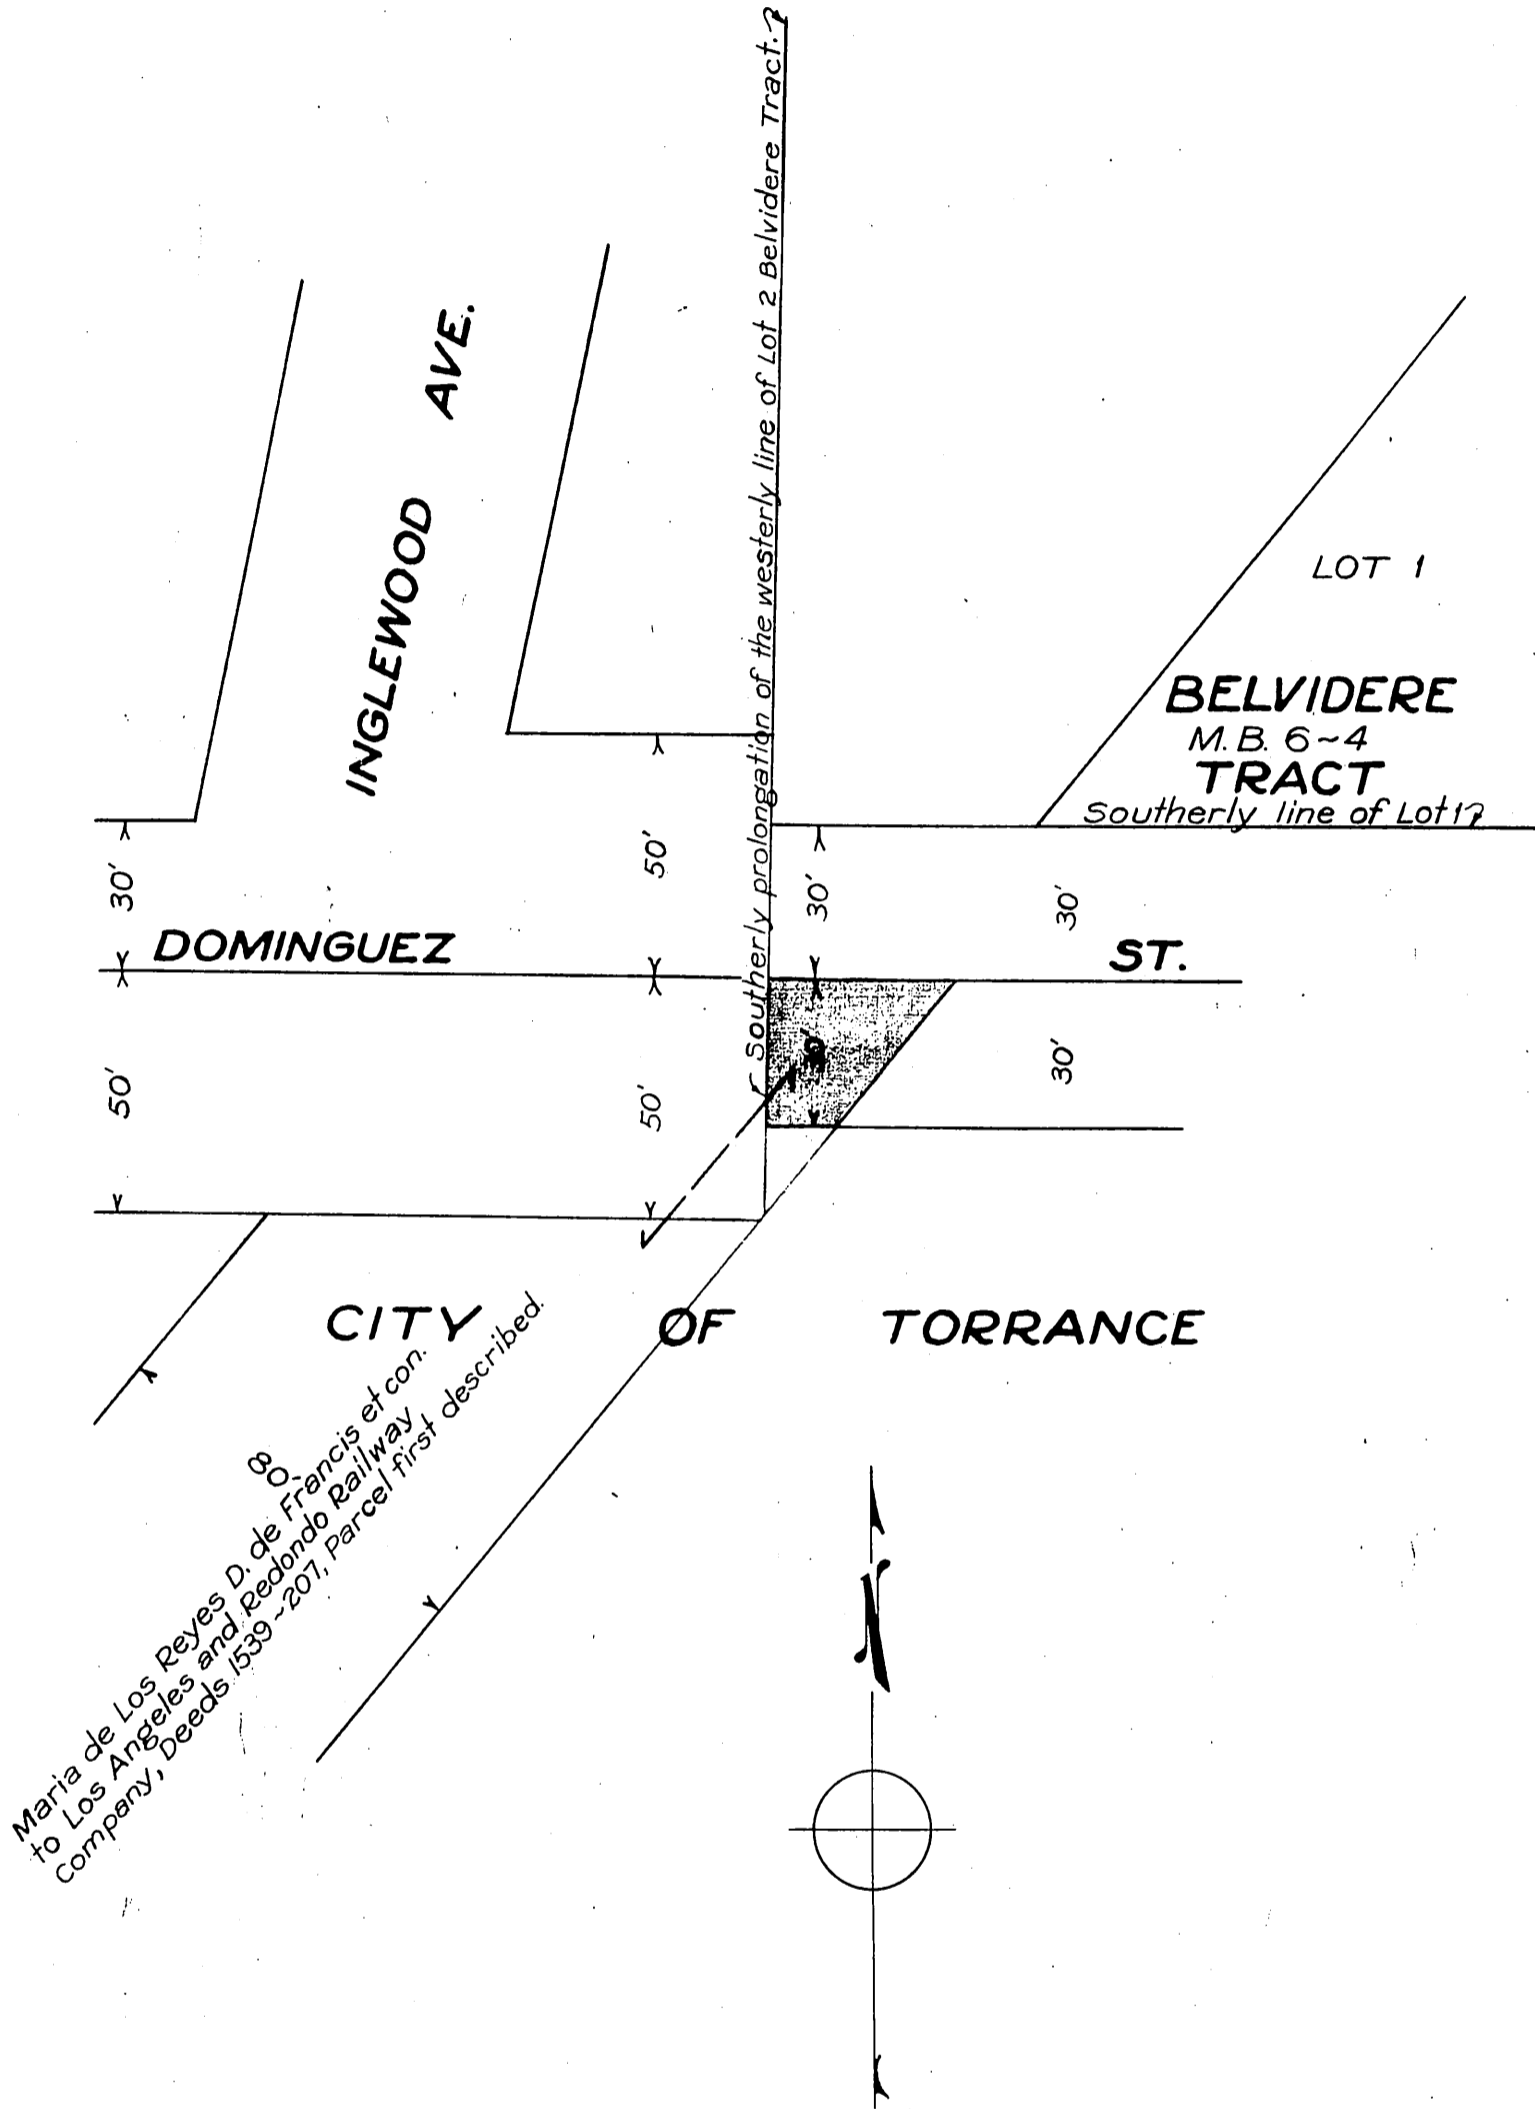 Southerly prolongation of the westerly line of Lot 2 Belvidere Tract.
INGLEWOOD AVE.
LOT 1
BELVIDERE
M.B. 6~4
TRACT
Southerly line of Lot 1
30'
50'
30'
30'
DOMINGUEZ ST.
50'
50'
30'
30'
CITY OF TORRANCE
80'
Maria de Los Reyes D. de Francis et con.
to Los Angeles and Redondo Railway
Company, Deeds 1539~207, Parcel first described.
N